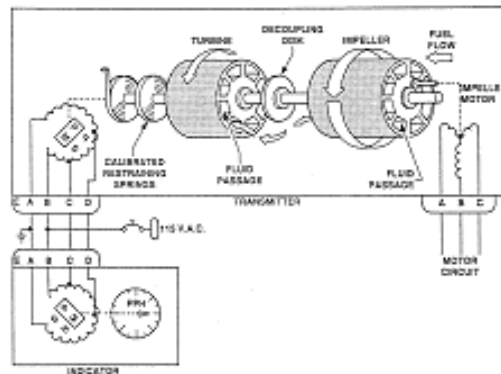 TURBINE
DECOUPLING
DISK
IMPELLER
FUEL
FLOW
IMPELLE
MOTOR
CALIBRATED
RESTRAINING
SPRINGS
FLUID
PASSAGE
FLUID
PASSAGE
E A B C D
TRANSMITTER
A B C
115 V.A.C.
E A B C D
MOTOR
CIRCUIT
PPH
INDICATOR